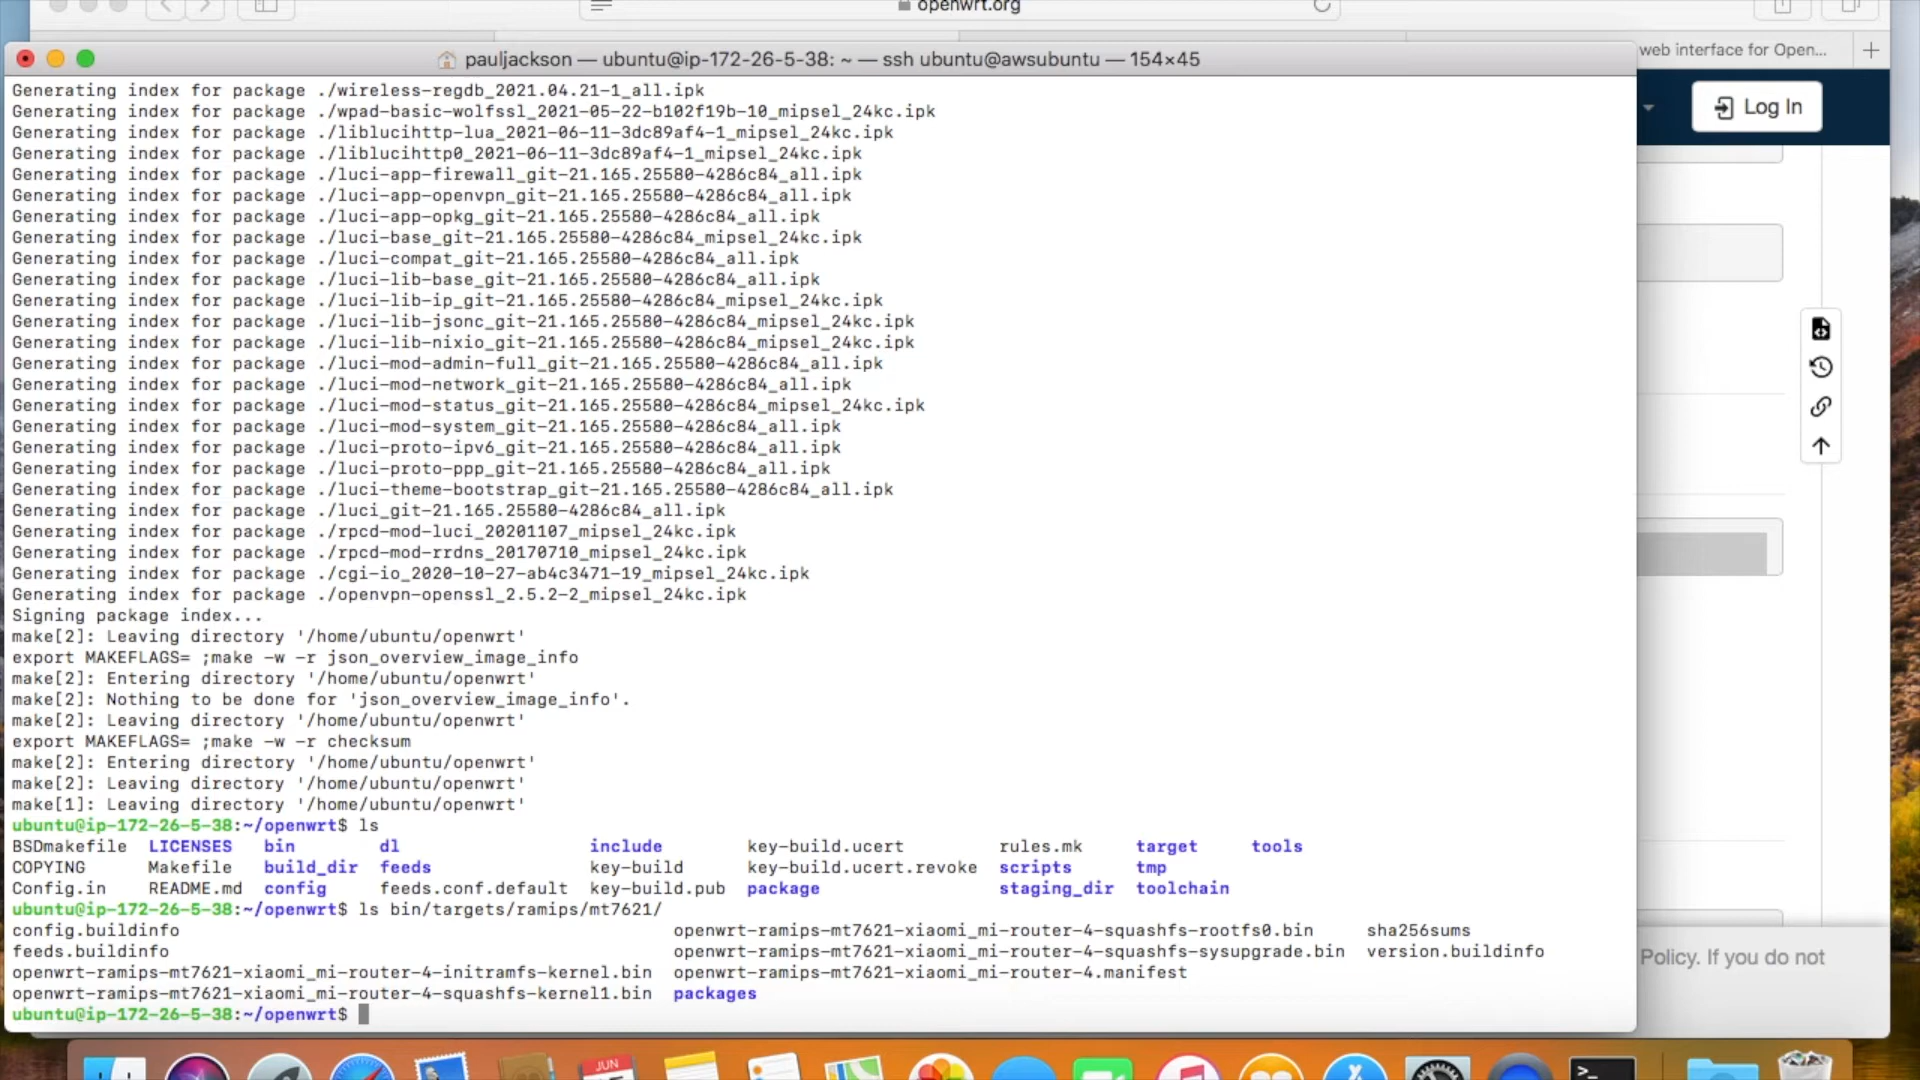 openwrt.org
web interface for Open...
pauljackson — ubuntu@ip-172-26-5-38: ~ — ssh ubuntu@awsubuntu — 154×45
Log In
Generating index for package ./wireless-regdb_2021.04.21-1_all.ipk
Generating index for package ./wpad-basic-wolfssl_2021-05-22-b102f19b-10_mipsel_24kc.ipk
Generating index for package ./liblucihttp-lua_2021-06-11-3dc89af4-1_mipsel_24kc.ipk
Generating index for package ./liblucihttp0_2021-06-11-3dc89af4-1_mipsel_24kc.ipk
Generating index for package ./luci-app-firewall_git-21.165.25580-4286c84_all.ipk
Generating index for package ./luci-app-openvpn_git-21.165.25580-4286c84_all.ipk
Generating index for package ./luci-app-opkg_git-21.165.25580-4286c84_all.ipk
Generating index for package ./luci-base_git-21.165.25580-4286c84_mipsel_24kc.ipk
Generating index for package ./luci-compat_git-21.165.25580-4286c84_all.ipk
Generating index for package ./luci-lib-base_git-21.165.25580-4286c84_all.ipk
Generating index for package ./luci-lib-ip_git-21.165.25580-4286c84_mipsel_24kc.ipk
Generating index for package ./luci-lib-jsonc_git-21.165.25580-4286c84_mipsel_24kc.ipk
Generating index for package ./luci-lib-nixio_git-21.165.25580-4286c84_mipsel_24kc.ipk
Generating index for package ./luci-mod-admin-full_git-21.165.25580-4286c84_all.ipk
Generating index for package ./luci-mod-network_git-21.165.25580-4286c84_all.ipk
Generating index for package ./luci-mod-status_git-21.165.25580-4286c84_mipsel_24kc.ipk
Generating index for package ./luci-mod-system_git-21.165.25580-4286c84_all.ipk
Generating index for package ./luci-proto-ipv6_git-21.165.25580-4286c84_all.ipk
Generating index for package ./luci-proto-ppp_git-21.165.25580-4286c84_all.ipk
Generating index for package ./luci-theme-bootstrap_git-21.165.25580-4286c84_all.ipk
Generating index for package ./luci_git-21.165.25580-4286c84_all.ipk
Generating index for package ./rpcd-mod-luci_20201107_mipsel_24kc.ipk
Generating index for package ./rpcd-mod-rrdns_20170710_mipsel_24kc.ipk
Generating index for package ./cgi-io_2020-10-27-ab4c3471-19_mipsel_24kc.ipk
Generating index for package ./openvpn-openssl_2.5.2-2_mipsel_24kc.ipk
Signing package index...
make[2]: Leaving directory '/home/ubuntu/openwrt'
export MAKEFLAGS= ;make -w -r json_overview_image_info
make[2]: Entering directory '/home/ubuntu/openwrt'
make[2]: Nothing to be done for 'json_overview_image_info'.
make[2]: Leaving directory '/home/ubuntu/openwrt'
export MAKEFLAGS= ;make -w -r checksum
make[2]: Entering directory '/home/ubuntu/openwrt'
make[2]: Leaving directory '/home/ubuntu/openwrt'
make[1]: Leaving directory '/home/ubuntu/openwrt'
ubuntu@ip-172-26-5-38:~/openwrt$ ls
BSDmakefile LICENSES bin dl include key-build.ucert rules.mk target tools
COPYING Makefile build_dir feeds key-build key-build.ucert.revoke scripts tmp
Config.in README.md config feeds.conf.default key-build.pub package staging_dir toolchain
ubuntu@ip-172-26-5-38:~/openwrt$ ls bin/targets/ramips/mt7621/
config.buildinfo openwrt-ramips-mt7621-xiaomi_mi-router-4-squashfs-rootfs0.bin sha256sums
feeds.buildinfo openwrt-ramips-mt7621-xiaomi_mi-router-4-squashfs-sysupgrade.bin version.buildinfo
openwrt-ramips-mt7621-xiaomi_mi-router-4-initramfs-kernel.bin openwrt-ramips-mt7621-xiaomi_mi-router-4.manifest
openwrt-ramips-mt7621-xiaomi_mi-router-4-squashfs-kernel1.bin packages
ubuntu@ip-172-26-5-38:~/openwrt$
Policy. If you do not
JUN